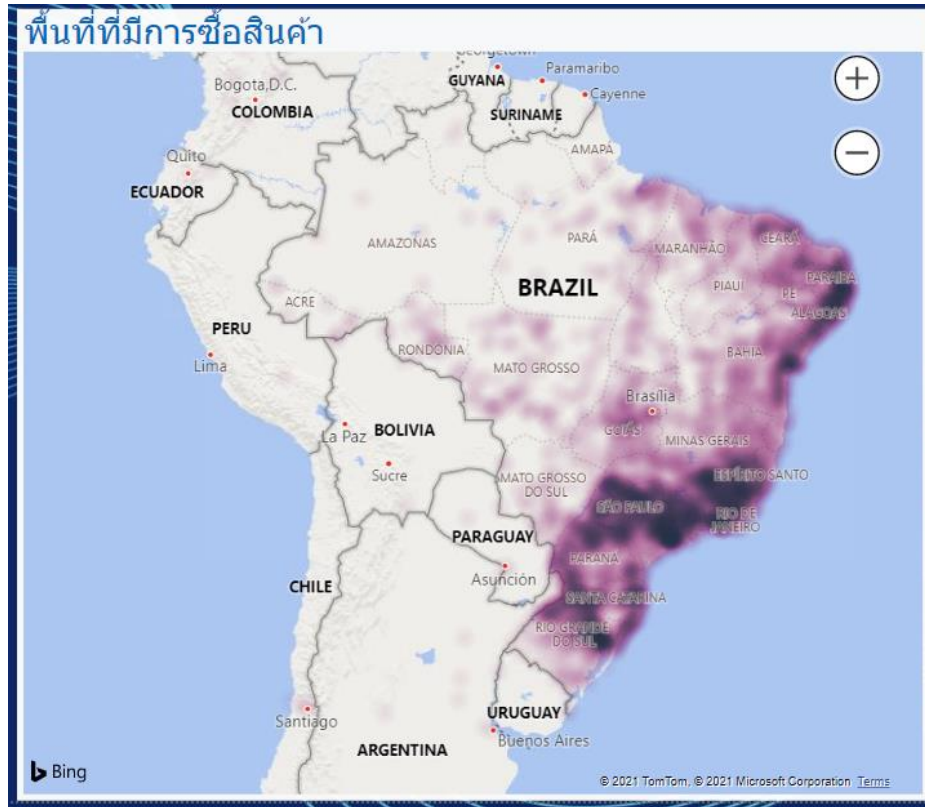 พื้นที่ที่มีการซื้อสินค้า
Georgetown
Paramaribo
GUYANA
Cayenne
Bogota,D.C.
COLOMBIA
SURINAME
AMAPÁ
Quito
ECUADOR
AMAZONAS
PARÁ
MARANHÃO
CEARÁ
BRAZIL
PIAUÍ
PARAÍBA
PE
ALAGOAS
ACRE
PERU
RONDÔNIA
BAHIA
Lima
MATO GROSSO
Brasília
La Paz
BOLIVIA
GOIÁS
MINAS GERAIS
Sucre
MATO GROSSO
DO SUL
ESPÍRITO SANTO
SÃO PAULO
RIO DE
JANEIRO
PARAGUAY
PARANÁ
Asunción
CHILE
SANTA CATARINA
RIO GRANDE
DO SUL
Santiago
URUGUAY
Buenos Aires
ARGENTINA
Bing
© 2021 TomTom, © 2021 Microsoft Corporation Terms